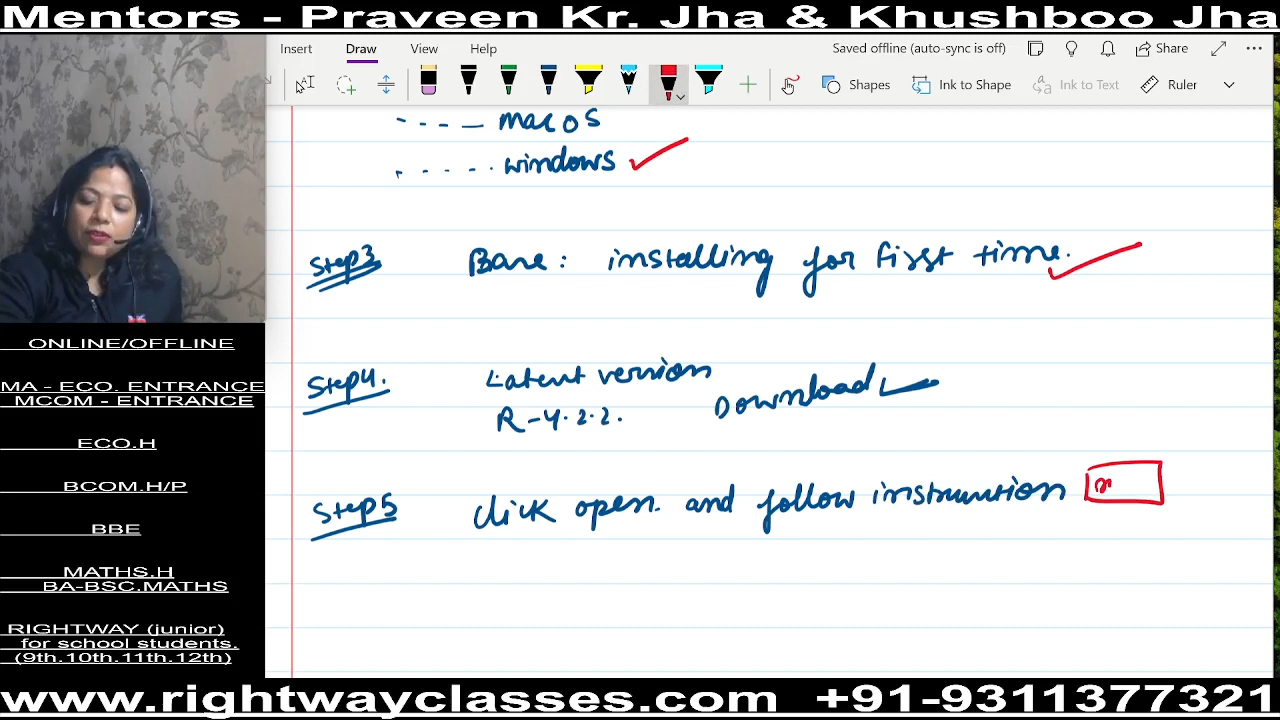 Mentors - Praveen Kr. Jha & Khushboo Jha
Insert Draw View Help Saved offline (auto-sync is off) Share
Shapes Ink to Shape Ink to Text Ruler
macOS
windows
Step3 Base: installing for first time.
Step4. Latest version
R-4.2.2. Download
Step5 click open. and follow instruction
ONLINE/OFFLINE
MA - ECO. ENTRANCE
MCOM - ENTRANCE
ECO.H
BCOM.H/P
BBE
MATHS.H
BA-BSC.MATHS
RIGHTWAY (junior)
for school students.
(9th.10th.11th.12th)
www.rightwayclasses.com +91-9311377321